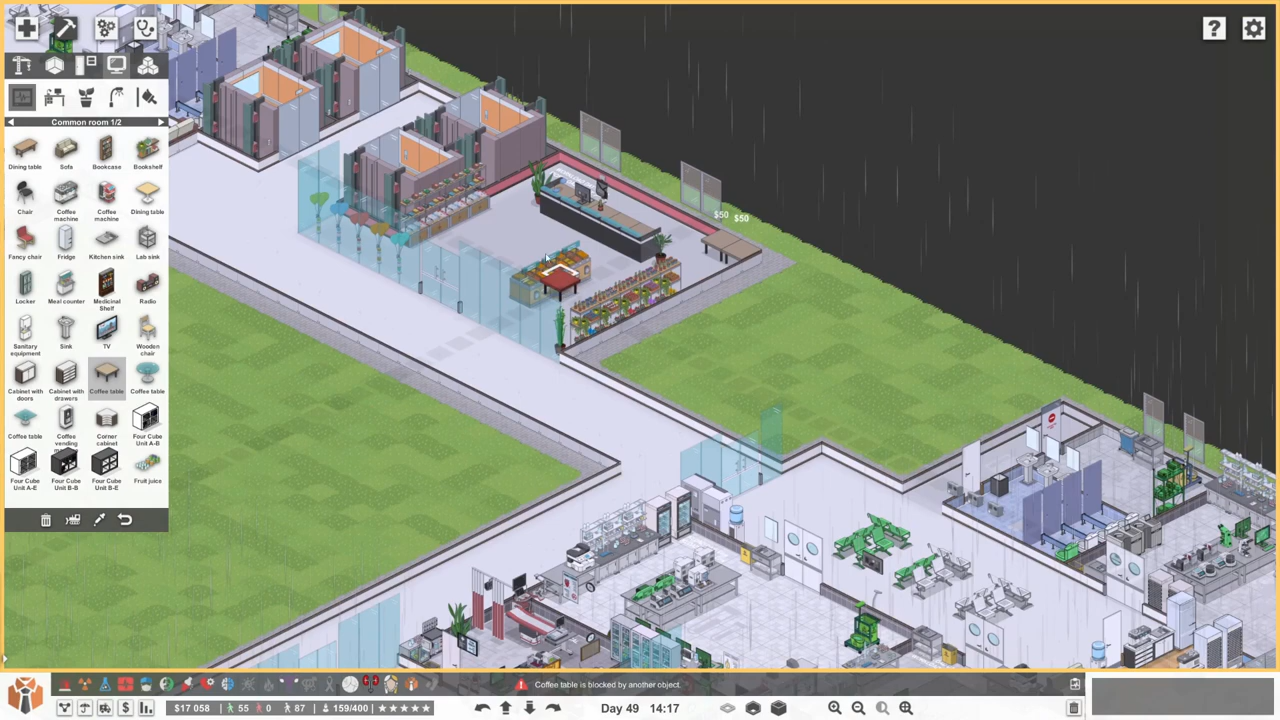 ?
Common room 1/2
Dining table
Sofa
Bookcase
Bookshelf
Chair
Coffee
machine
Coffee
machine
Dining table
Fancy chair
Fridge
Kitchen sink
Lab sink
Locker
Meal counter
Medicinal
Shelf
Radio
Sanitary
equipment
Sink
TV
Wooden
chair
Cabinet with
doors
Cabinet with
drawers
Coffee table
Coffee table
Coffee table
Coffee
vending
Corner
cabinet
Four Cube
Unit A-B
Four Cube
Unit A-E
Four Cube
Unit B-B
Four Cube
Unit B-E
Fruit juice
$50 $50
Coffee table is blocked by another object.
$17 058
55
0
87
159/400
Day 49 14:17